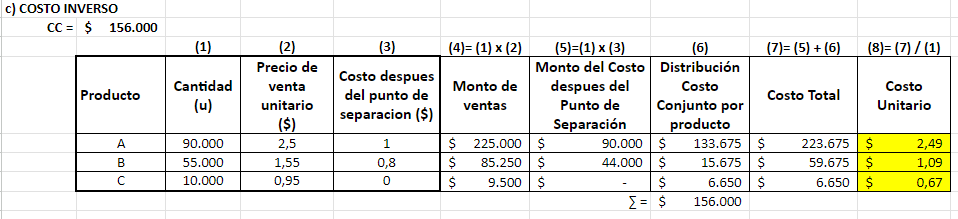 c) COSTO INVERSO
CC = $ 156.000
(1) (2) (3) (4)= (1) x (2) (5)=(1) x (3) (6) (7)= (5) + (6) (8)= (7) / (1)
Producto Cantidad (u) Precio de venta unitario ($) Costo despues del punto de separacion ($) Monto de ventas Monto del Costo despues del Punto de Separación Distribución Costo Conjunto por producto Costo Total Costo Unitario
A 90.000 2,5 1 $ 225.000 $ 90.000 $ 133.675 $ 223.675 $ 2,49
B 55.000 1,55 0,8 $ 85.250 $ 44.000 $ 15.675 $ 59.675 $ 1,09
C 10.000 0,95 0 $ 9.500 $ - $ 6.650 $ 6.650 $ 0,67
∑ = $ 156.000